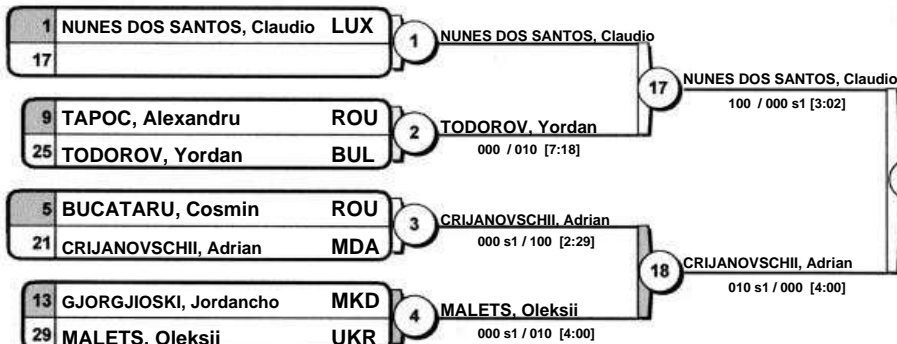 1 NUNES DOS SANTOS, Claudio LUX
17
1
NUNES DOS SANTOS, Claudio
9 TAPOC, Alexandru ROU
25 TODOROV, Yordan BUL
2
TODOROV, Yordan
000 / 010 [7:18]
17
NUNES DOS SANTOS, Claudio
100 / 000 s1 [3:02]
5 BUCATARU, Cosmin ROU
21 CRIJANOVSCHII, Adrian MDA
3
CRIJANOVSCHII, Adrian
000 s1 / 100 [2:29]
13 GJORGJIOSKI, Jordancho MKD
29 MALETS, Oleksii UKR
4
MALETS, Oleksii
000 s1 / 010 [4:00]
18
CRIJANOVSCHII, Adrian
010 s1 / 000 [4:00]